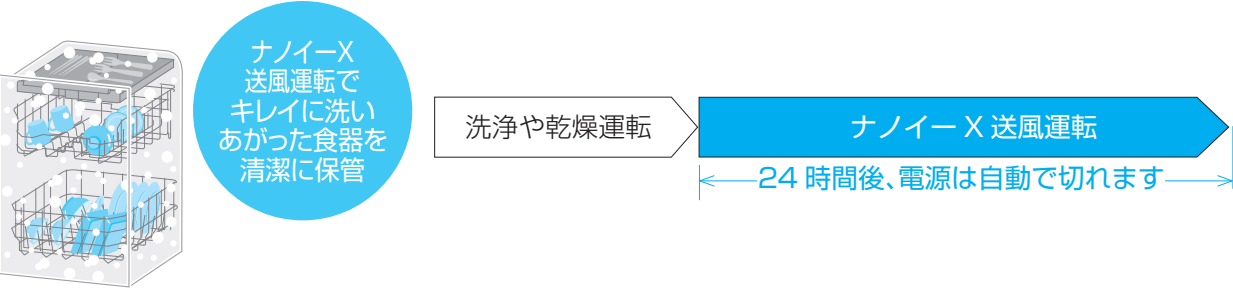 ナノイーX
送風運転で
キレイに洗い
あがった食器を
清潔に保管
洗浄や乾燥運転
ナノイー X 送風運転
24 時間後、電源は自動で切れます